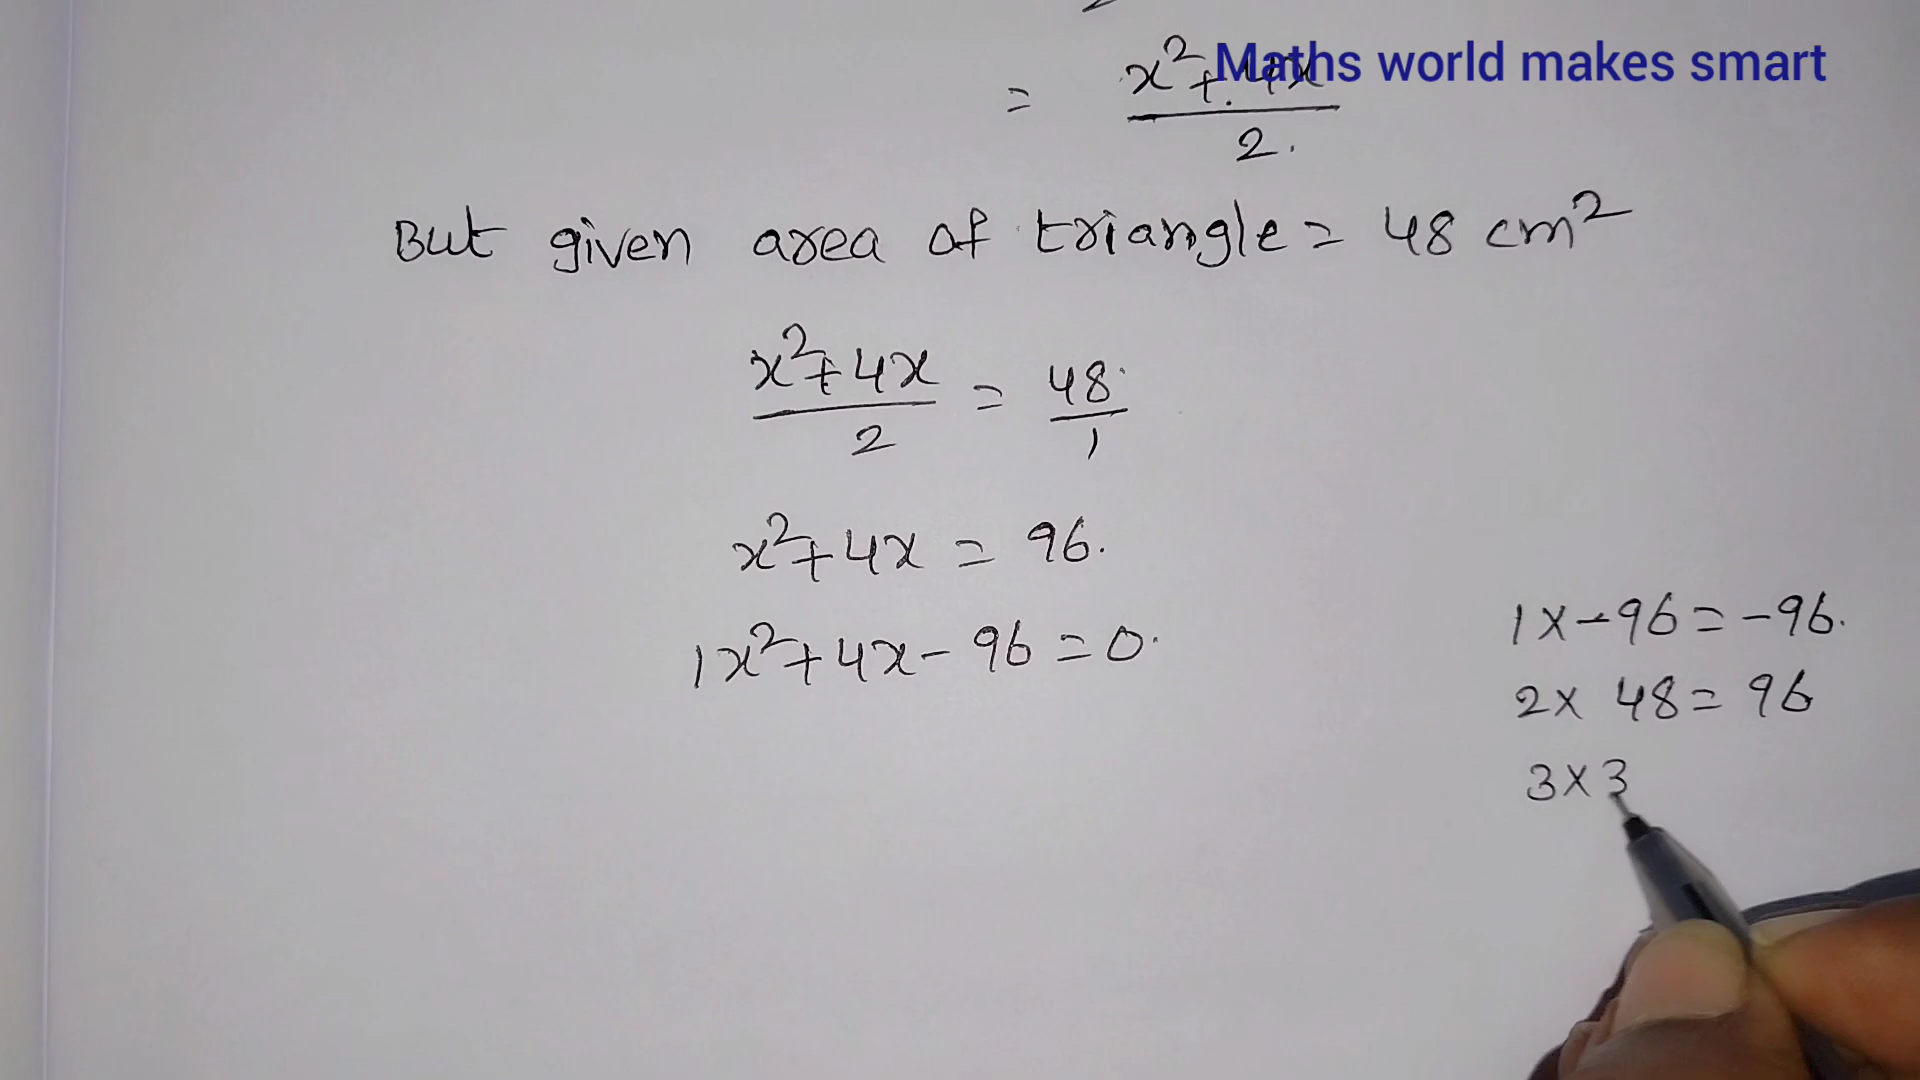 Maths world makes smart
= x²+4x
2.
But given area of triangle = 48 cm²
x²+4x = 48
2 1
x²+4x = 96.
1x²+4x-96=0.
1x-96=-96.
2x 48=96
3x3